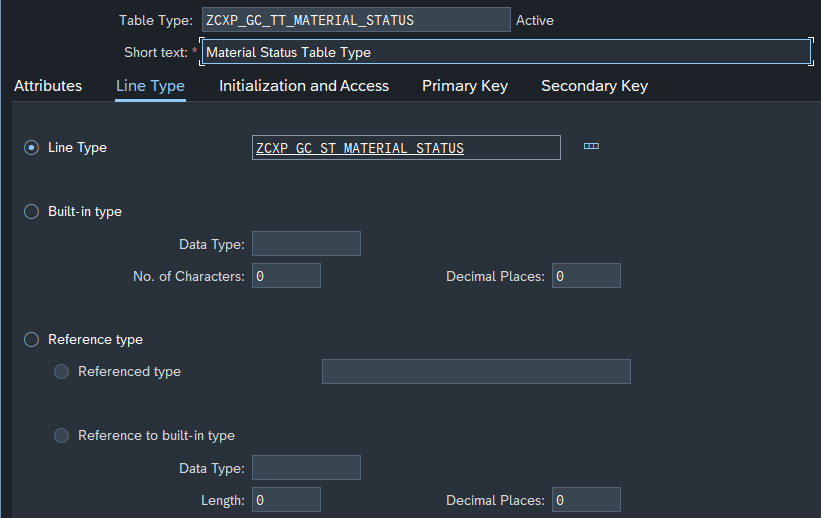 Table Type: ZCXP_GC_TT_MATERIAL_STATUS Active
Short text: * Material Status Table Type
Attributes Line Type Initialization and Access Primary Key Secondary Key
Line Type ZCXP_GC_ST_MATERIAL_STATUS
Built-in type
Data Type:
No. of Characters: 0 Decimal Places: 0
Reference type
Referenced type
Reference to built-in type
Data Type:
Length: 0 Decimal Places: 0